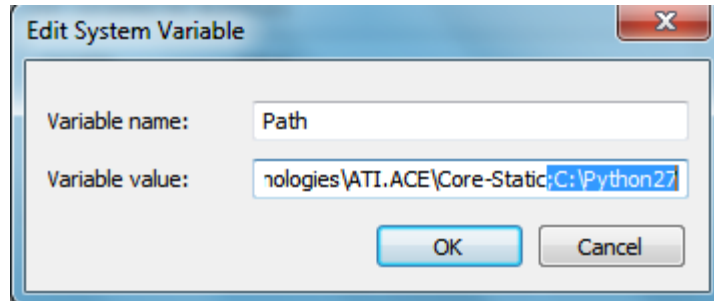 Edit System Variable
Variable name: Path
Variable value: nologies\ATI.ACE\Core-Static;C:\Python27
OK Cancel